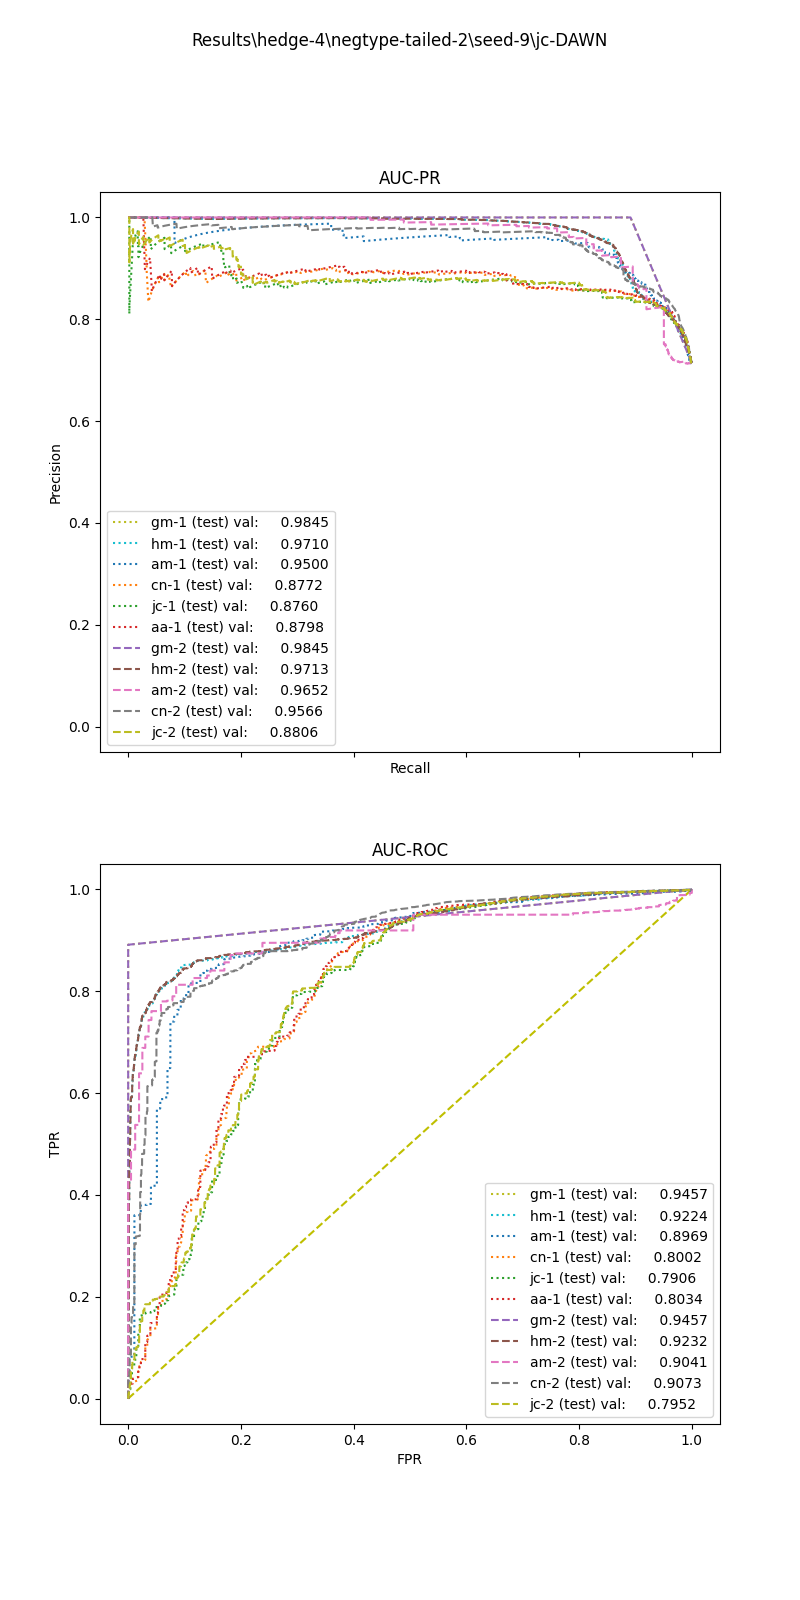 Results\hedge-4\negtype-tailed-2\seed-9\jc-DAWN
AUC-PR
1.0
0.8
0.6
0.4
0.2
0.0
Precision
gm-1 (test) val: 0.9845
hm-1 (test) val: 0.9710
am-1 (test) val: 0.9500
cn-1 (test) val: 0.8772
jc-1 (test) val: 0.8760
aa-1 (test) val: 0.8798
gm-2 (test) val: 0.9845
hm-2 (test) val: 0.9713
am-2 (test) val: 0.9652
cn-2 (test) val: 0.9566
jc-2 (test) val: 0.8806
Recall
AUC-ROC
1.0
0.8
0.6
0.4
0.2
0.0
TPR
gm-1 (test) val: 0.9457
hm-1 (test) val: 0.9224
am-1 (test) val: 0.8969
cn-1 (test) val: 0.8002
jc-1 (test) val: 0.7906
aa-1 (test) val: 0.8034
gm-2 (test) val: 0.9457
hm-2 (test) val: 0.9232
am-2 (test) val: 0.9041
cn-2 (test) val: 0.9073
jc-2 (test) val: 0.7952
0.0 0.2 0.4 0.6 0.8 1.0
FPR